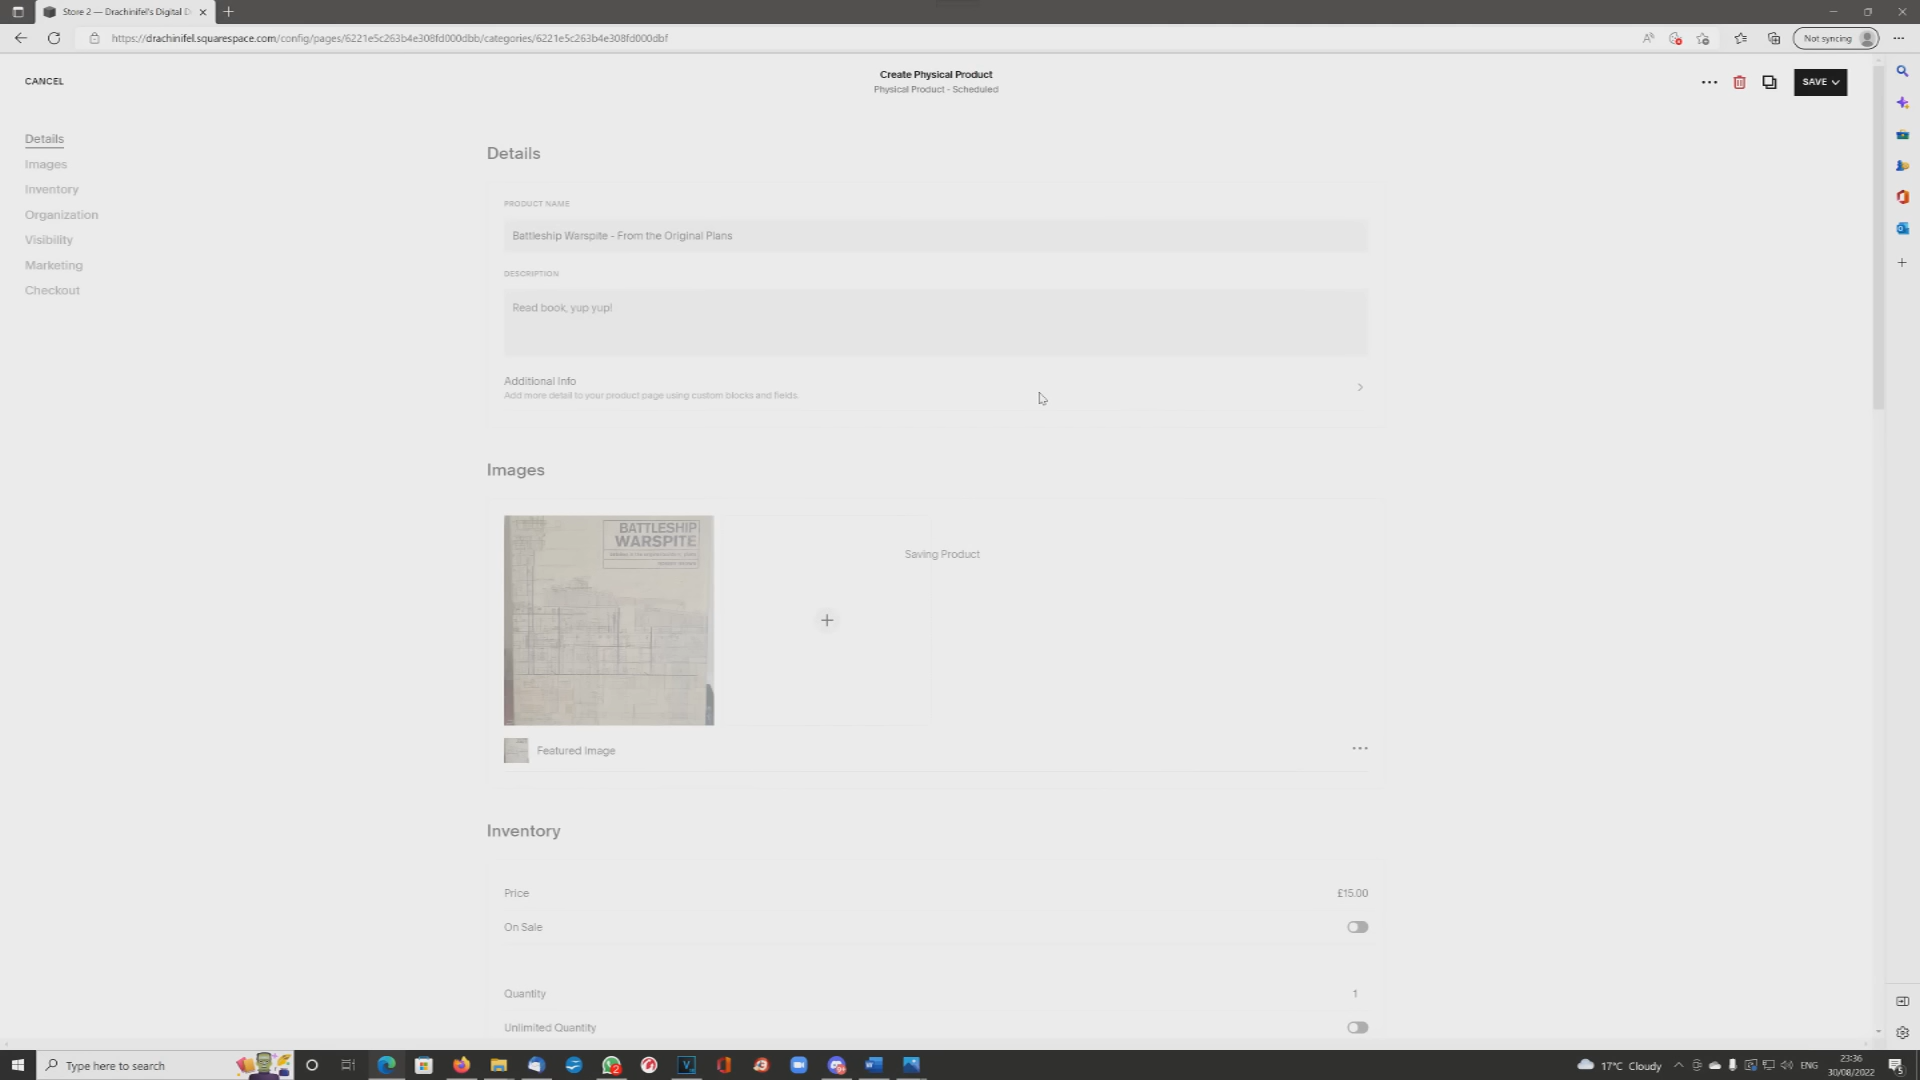 Store 2 — Drachinifel's Digital D
https://drachinifel.squarespace.com/config/pages/6221e5c263b4e308fd000dbb/categories/6221e5c263b4e308fd000dbf
Not syncing
CANCEL
Create Physical Product
Physical Product - Scheduled
SAVE
Details
Images
Inventory
Organization
Visibility
Marketing
Checkout
Details
PRODUCT NAME
Battleship Warspite - From the Original Plans
DESCRIPTION
Read book, yup yup!
Additional Info
Add more detail to your product page using custom blocks and fields.
Images
BATTLESHIP
WARSPITE
Saving Product
Featured Image
Inventory
Price
£15.00
On Sale
Quantity
1
Unlimited Quantity
Type here to search
17°C Cloudy
ENG
23:36
30/08/2022